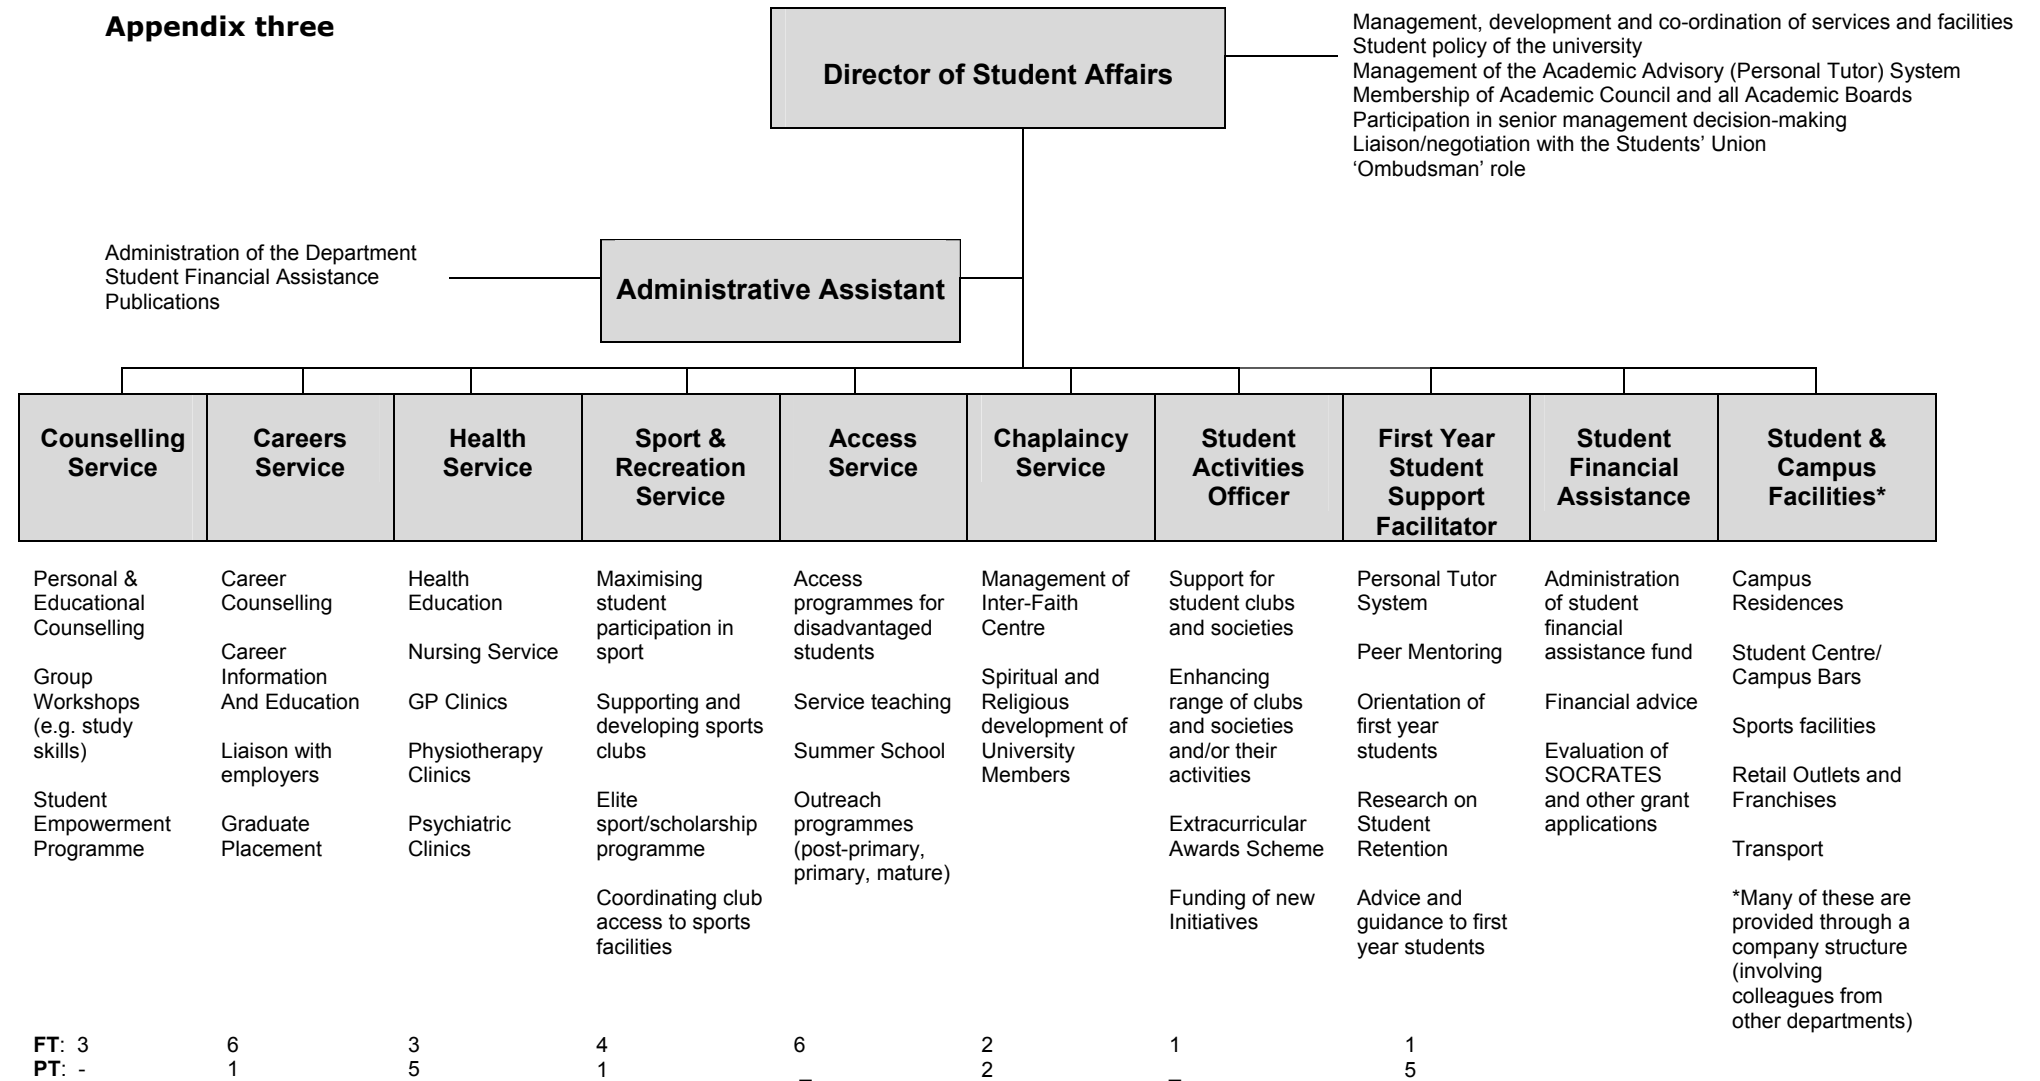 Appendix three
Director of Student Affairs
Management, development and co-ordination of services and facilities
Student policy of the university
Management of the Academic Advisory (Personal Tutor) System
Membership of Academic Council and all Academic Boards
Participation in senior management decision-making
Liaison/negotiation with the Students’ Union
‘Ombudsman’ role
Administration of the Department
Student Financial Assistance
Publications
Administrative Assistant
Counselling
Service
Personal &
Educational
Counselling
Group
Workshops
(e.g. study
skills)
Student
Empowerment
Programme
Careers
Service
Career
Counselling
Career
Information
And Education
Liaison with
employers
Graduate
Placement
Health
Service
Health
Education
Nursing Service
GP Clinics
Physiotherapy
Clinics
Psychiatric
Clinics
Sport &
Recreation
Service
Maximising
student
participation in
sport
Supporting and
developing sports
clubs
Elite
sport/scholarship
programme
Coordinating club
access to sports
facilities
Access
Service
Access
programmes for
disadvantaged
students
Service teaching
Summer School
Outreach
programmes
(post-primary,
primary, mature)
Chaplaincy
Service
Management of
Inter-Faith
Centre
Spiritual and
Religious
development of
University
Members
Student
Activities
Officer
Support for
student clubs
and societies
Enhancing
range of clubs
and societies
and/or their
activities
Extracurricular
Awards Scheme
Funding of new
Initiatives
First Year
Student
Support
Facilitator
Personal Tutor
System
Peer Mentoring
Orientation of
first year
students
Research on
Student
Retention
Advice and
guidance to first
year students
Student
Financial
Assistance
Administration
of student
financial
assistance fund
Financial advice
Evaluation of
SOCRATES
and other grant
applications
Student &
Campus
Facilities*
Campus
Residences
Student Centre/
Campus Bars
Sports facilities
Retail Outlets and
Franchises
Transport
*Many of these are
provided through a
company structure
(involving
colleagues from
other departments)
FT: 3 6 3 4 6 2 1 1
PT: - 1 5 1 _ 2 _ 5